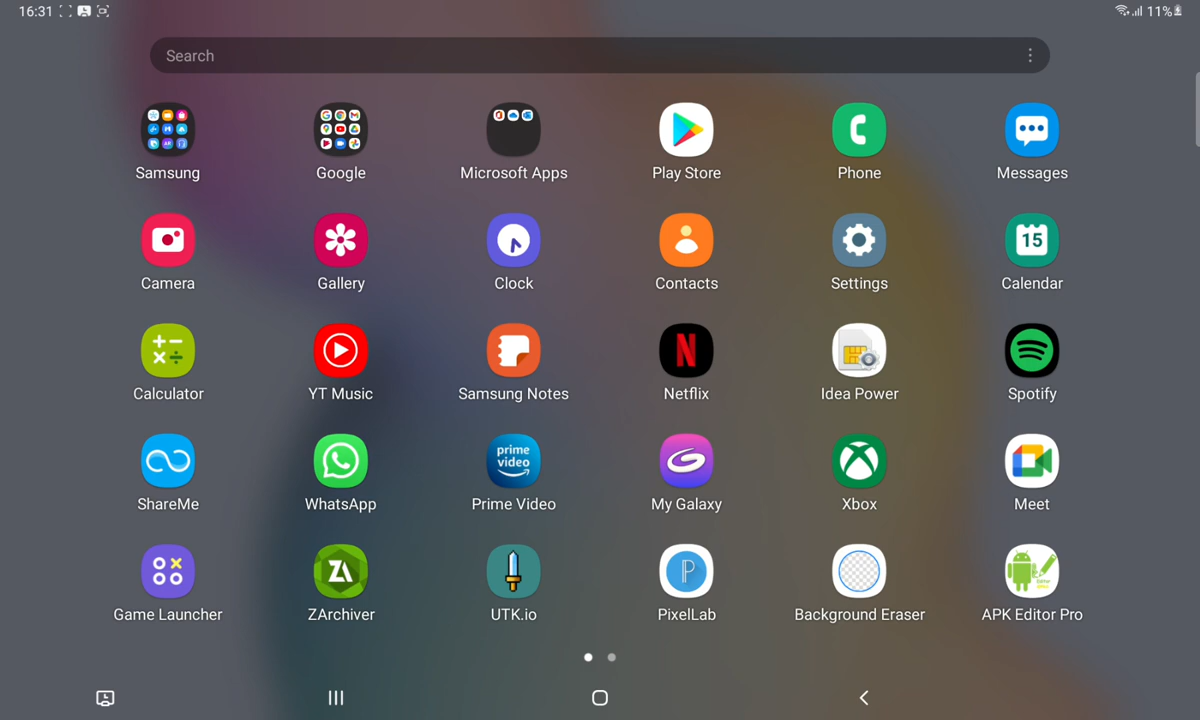 16:31 11%
Search
Samsung Google Microsoft Apps Play Store Phone Messages
15
Camera Gallery Clock Contacts Settings Calendar
prime
video
Calculator YT Music Samsung Notes Netflix Idea Power Spotify
ShareMe WhatsApp Prime Video My Galaxy Xbox Meet
ZA P
Game Launcher ZArchiver UTK.io PixelLab Background Eraser APK Editor Pro